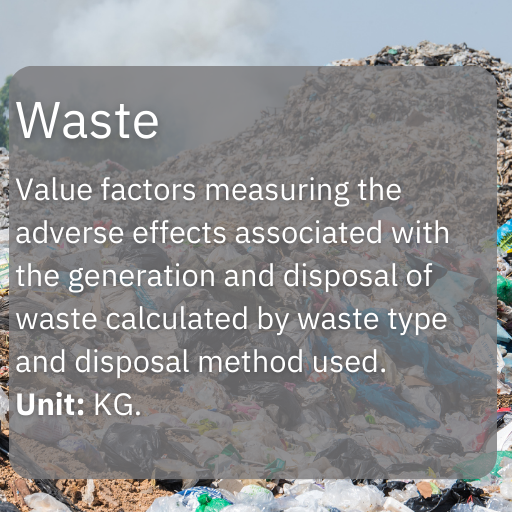 Waste
Value factors measuring the
adverse effects associated with
the generation and disposal of
waste calculated by waste type
and disposal method used.
Unit: KG.